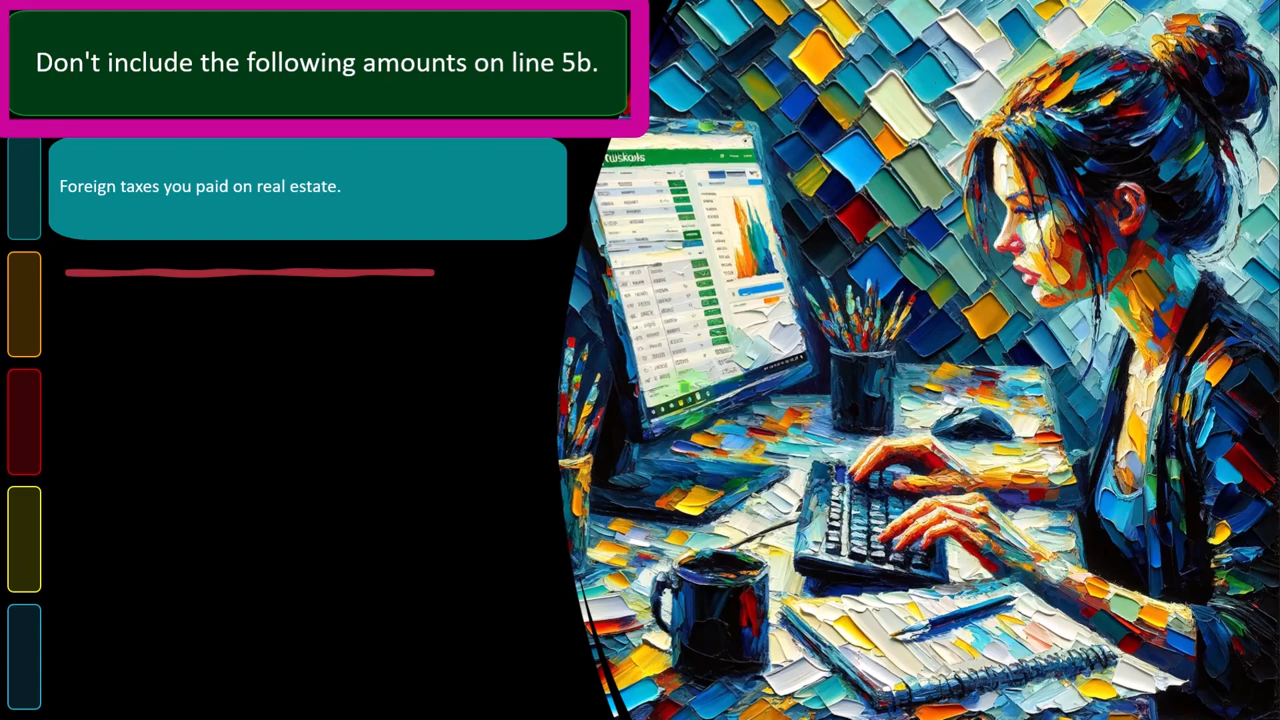 Don't include the following amounts on line 5b.
Foreign taxes you paid on real estate.